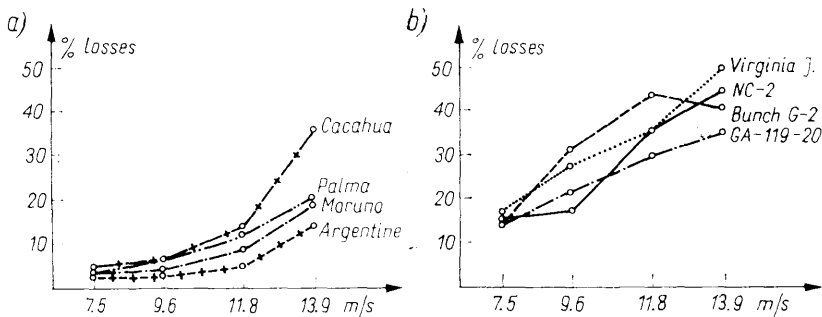 a)
% losses
50
40
30
20
10
7.5 9.6 11.8 13.9 m/s
Cacahua
Palma
Moruno
Argentine
b)
% losses
50
40
30
20
10
7.5 9.6 11.8 13.9 m/s
Virginia J.
NC-2
Bunch G-2
GA-119-20